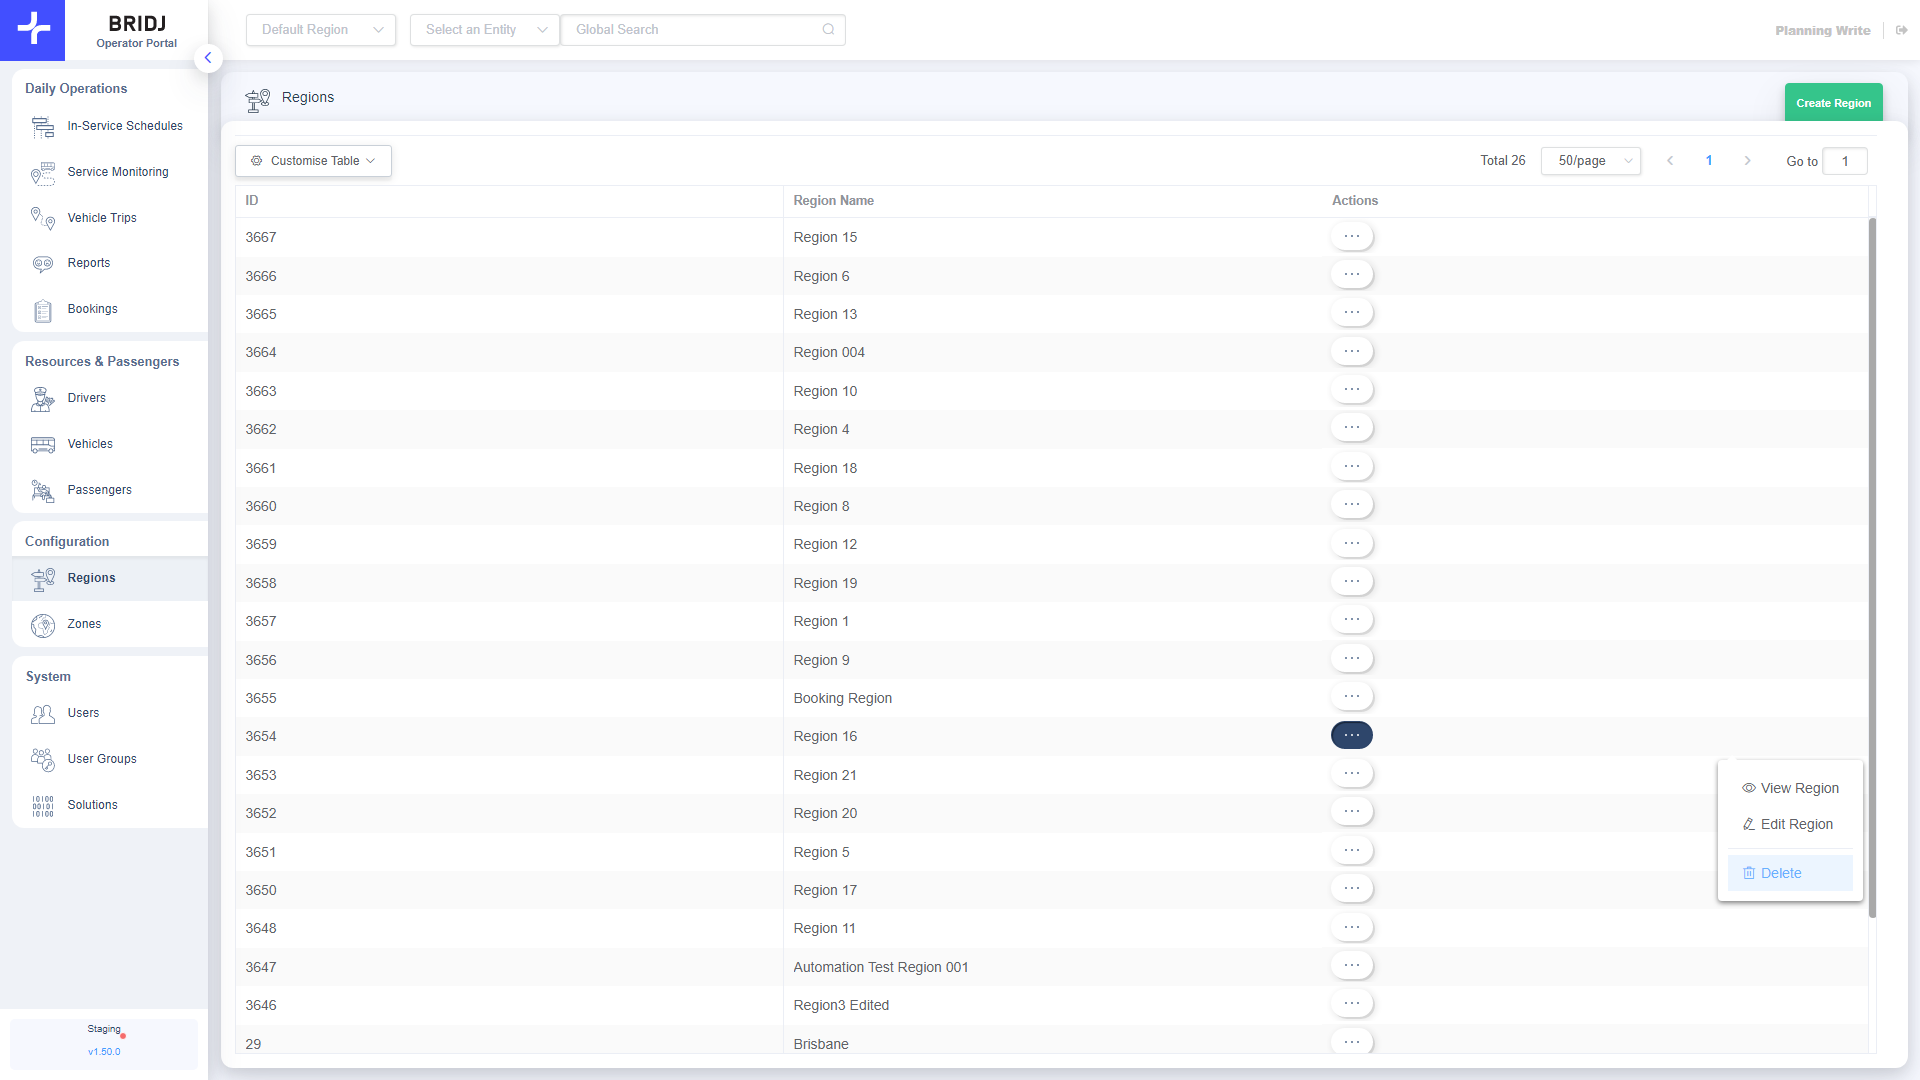 BRIDJ
Operator Portal
Default Region
Select an Entity
Global Search
Planning Write
Daily Operations
In-Service Schedules
Service Monitoring
Vehicle Trips
Reports
Bookings
Resources & Passengers
Drivers
Vehicles
Passengers
Configuration
Regions
Zones
System
Users
User Groups
10100
00101
10100
Solutions
Staging
v1.50.0
Regions
Create Region
Customise Table
Total 26
50/page
1
Go to
1
ID Region Name Actions
3667 Region 15
3666 Region 6
3665 Region 13
3664 Region 004
3663 Region 10
3662 Region 4
3661 Region 18
3660 Region 8
3659 Region 12
3658 Region 19
3657 Region 1
3656 Region 9
3655 Booking Region
3654 Region 16
3653 Region 21
3652 Region 20
3651 Region 5
3650 Region 17
3648 Region 11
3647 Automation Test Region 001
3646 Region3 Edited
29 Brisbane
View Region
Edit Region
Delete